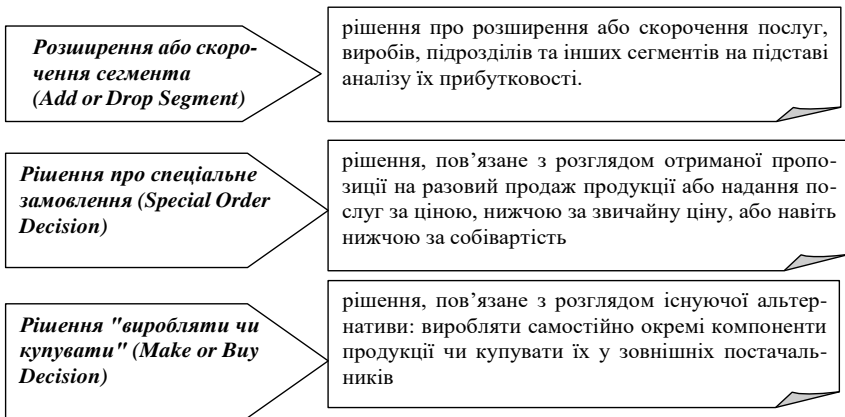 Розширення або скоро-
чення сегмента
(Add or Drop Segment)
рішення про розширення або скорочення послуг,
виробів, підрозділів та інших сегментів на підставі
аналізу їх прибутковості.
Рішення про спеціальне
замовлення (Special Order
Decision)
рішення, пов’язане з розглядом отриманої пропо-
зиції на разовий продаж продукції або надання по-
слуг за ціною, нижчою за звичайну ціну, або навіть
нижчою за собівартість
Рішення "виробляти чи
купувати" (Make or Buy
Decision)
рішення, пов’язане з розглядом існуючої альтер-
нативи: виробляти самостійно окремі компоненти
продукції чи купувати їх у зовнішніх постачаль-
ників